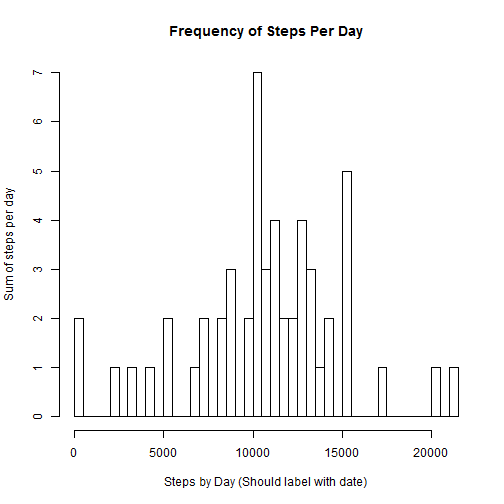 Frequency of Steps Per Day
Sum of steps per day
7
6
5
4
3
2
1
0
0 5000 10000 15000 20000
Steps by Day (Should label with date)